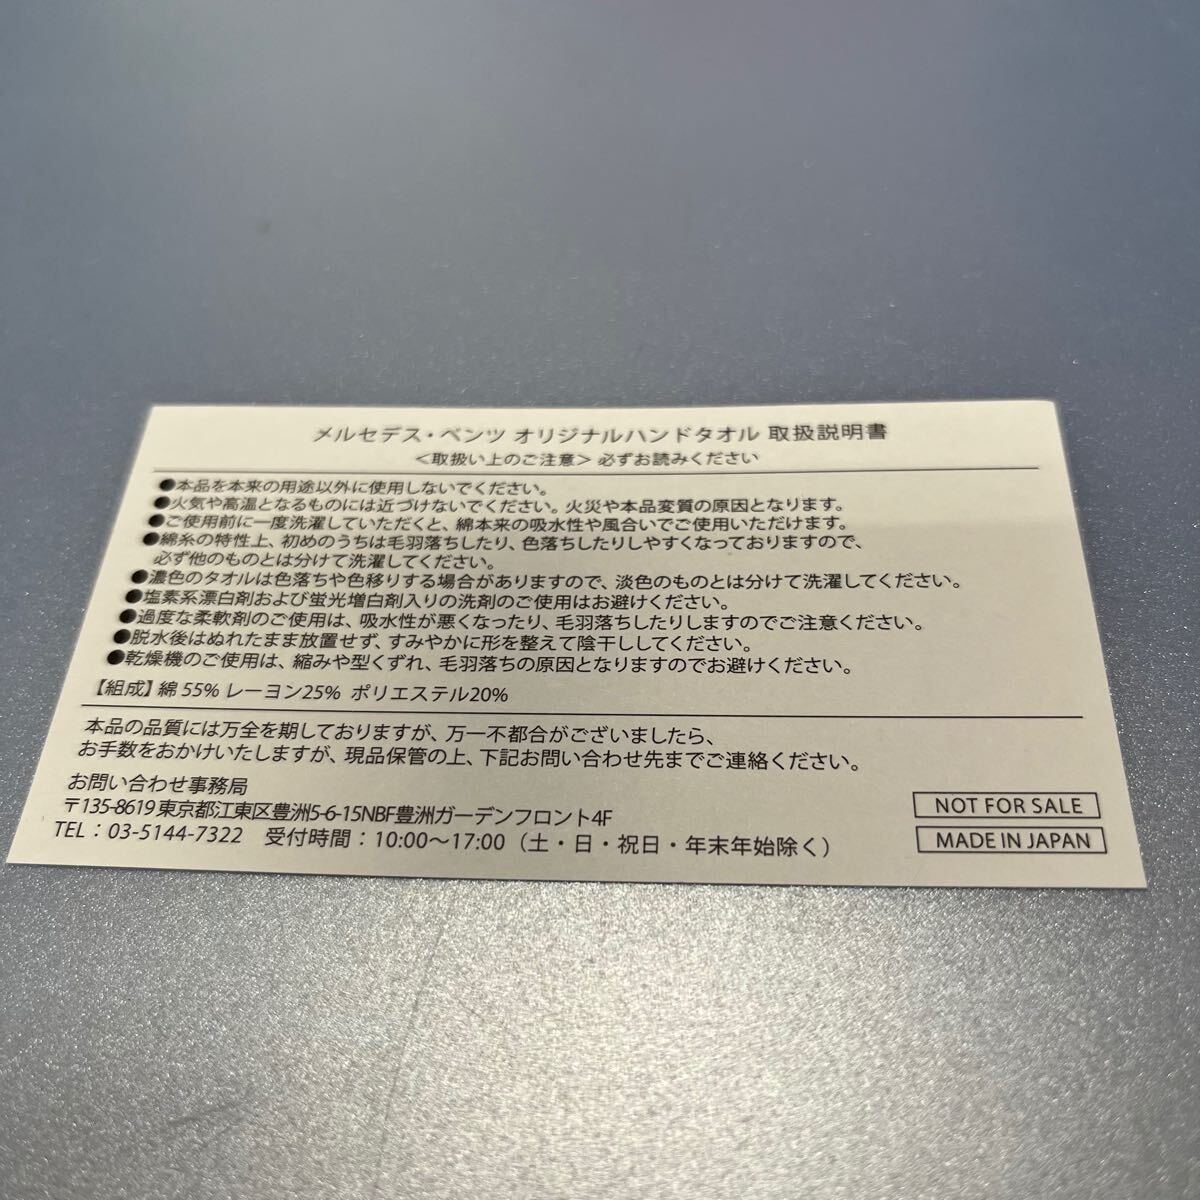 メルセデス・ベンツ オリジナルハンドタオル 取扱説明書
＜取扱い上のご注意＞必ずお読みください
●本品を本来の用途以外に使用しないでください。
●火気や高温となるものには近づけないでください。火災や本品変質の原因となります。
●ご使用前に一度洗濯していただくと、綿本来の吸水性や風合いでご使用いただけます。
●綿糸の特性上、初めのうちは毛羽落ちしたり、色落ちしたりしやすくなっておりますので、
必ず他のものとは分けて洗濯してください。
●濃色のタオルは色落ちや色移りする場合がありますので、淡色のものとは分けて洗濯してください。
●塩素系漂白剤および蛍光増白剤入りの洗剤のご使用はお避けください。
●過度な柔軟剤のご使用は、吸水性が悪くなったり、毛羽落ちしたりしますのでご注意ください。
●脱水後はぬれたまま放置せず、すみやかに形を整えて陰干ししてください。
●乾燥機のご使用は、縮みや型くずれ、毛羽落ちの原因となりますのでお避けください。
【組成】綿 55% レーヨン25% ポリエステル20%
本品の品質には万全を期しておりますが、万一不都合がございましたら、
お手数をおかけいたしますが、現品保管の上、下記お問い合わせ先までご連絡ください。
お問い合わせ事務局
〒135-8619 東京都江東区豊洲5-6-15NBF豊洲ガーデンフロント4F
TEL：03-5144-7322 受付時間：10:00〜17:00（土・日・祝日・年末年始除く）
NOT FOR SALE
MADE IN JAPAN